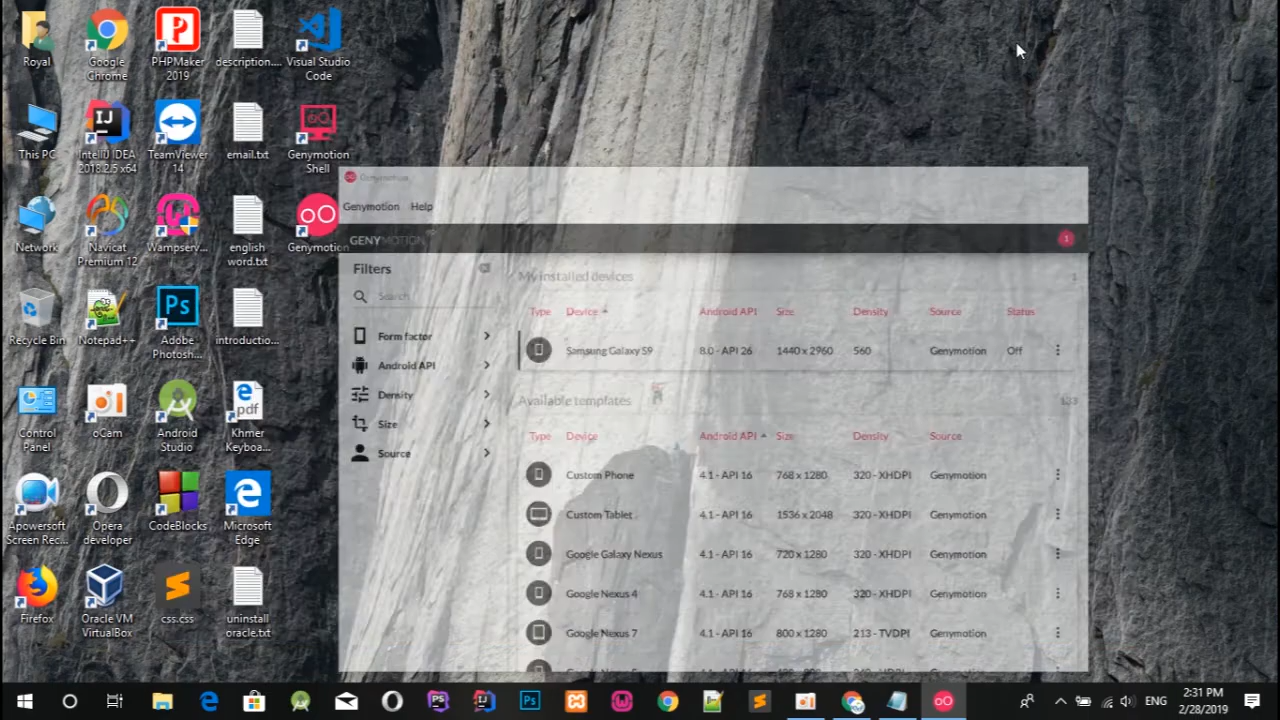 Royal
Google
Chrome
PHPMaker
2019
description....
Visual Studio
Code
This PC
IntelliJ IDEA
2018.2.5 x64
TeamViewer
14
email.txt
Genymotion
Shell
Network
Navicat
Premium 12
Wampserv...
english
word.txt
Genymotion
Recycle Bin
Notepad++
Adobe
Photosh...
introductio...
Control
Panel
oCam
Android
Studio
Khmer
Keyboa...
Apowersoft
Screen Rec...
Opera
developer
CodeBlocks
Microsoft
Edge
Firefox
Oracle VM
VirtualBox
css.css
uninstall
oracle.txt
Genymotion
Genymotion Help
GENYMOTION
1
Filters
Search
Form factor
Android API
Density
Size
Source
My installed devices 1
Type Device Android API Size Density Source Status
Samsung Galaxy S9 8.0 - API 26 1440 x 2960 560 Genymotion Off
Available templates 133
Type Device Android API Size Density Source
Custom Phone 4.1 - API 16 768 x 1280 320 - XHDPI Genymotion
Custom Tablet 4.1 - API 16 1536 x 2048 320 - XHDPI Genymotion
Google Galaxy Nexus 4.1 - API 16 720 x 1280 320 - XHDPI Genymotion
Google Nexus 4 4.1 - API 16 768 x 1280 320 - XHDPI Genymotion
Google Nexus 7 4.1 - API 16 800 x 1280 213 - TVDPI Genymotion
ENG
2:31 PM
2/28/2019